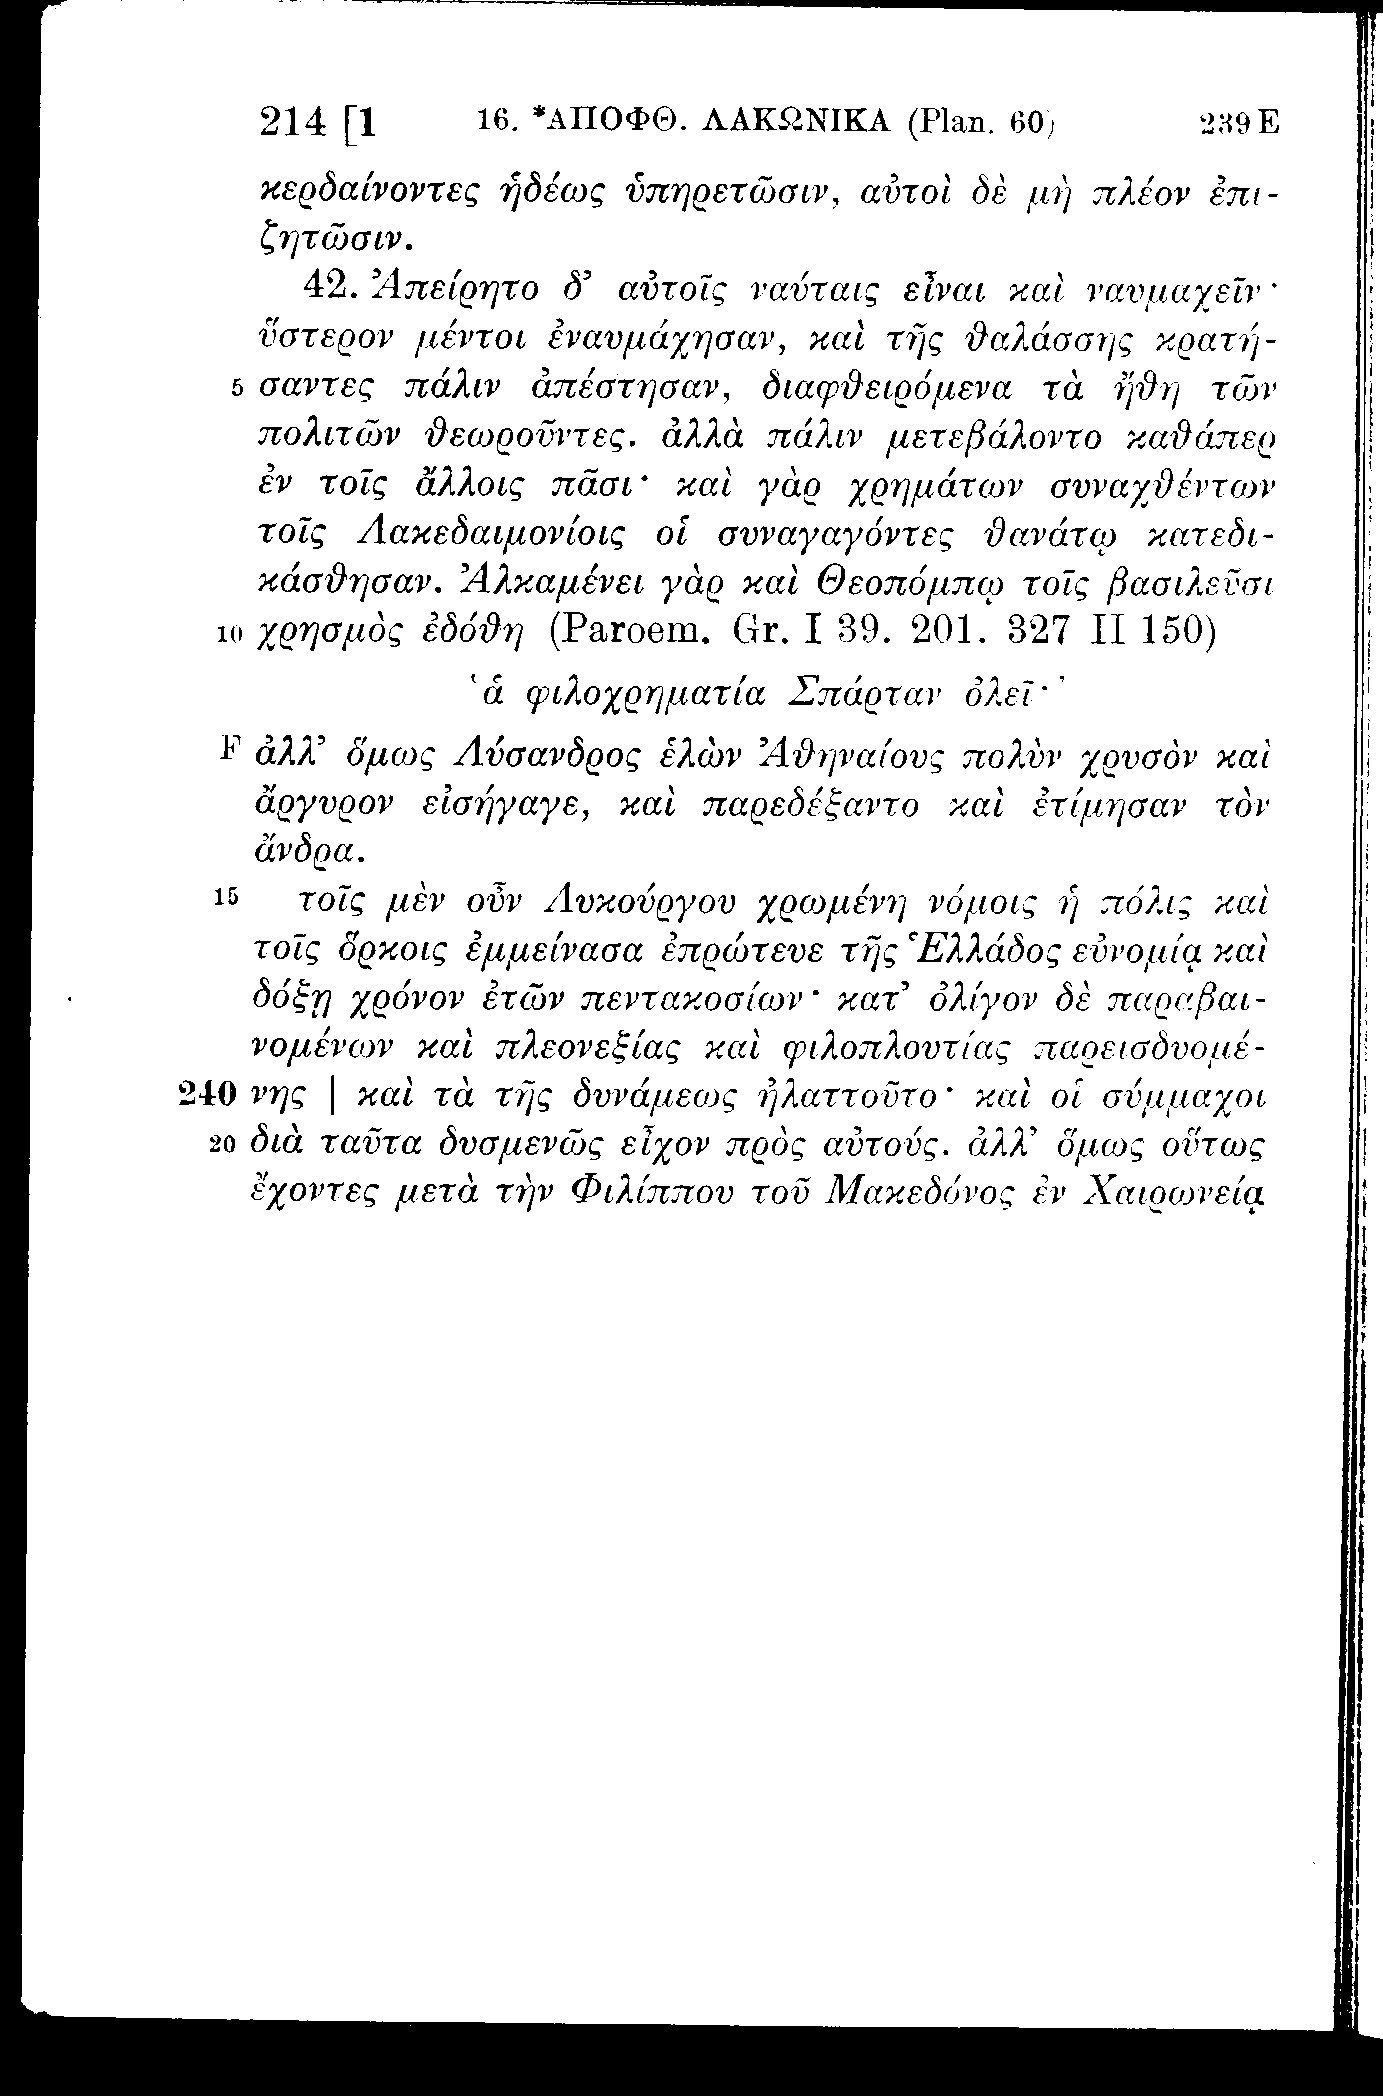 214 [1 16. *ΑΠΟΦΘ. ΛΑΚΩΝΙΚΑ (Plan. 60) 239 E
κερδαίνοντες ἡδέως ὑπηρετῶσιν, αὐτοὶ δὲ μὴ πλέον ἐπι-
ζητῶσιν.
42. Ἀπείρητο δ’ αὐτοῖς ναύταις εἶναι καὶ ναυμαχεῖν·
ὕστερον μέντοι ἐναυμάχησαν, καὶ τῆς θαλάσσης κρατή-
5 σαντες πάλιν ἀπέστησαν, διαφθειρόμενα τὰ ἤθη τῶν
πολιτῶν θεωροῦντες. ἀλλὰ πάλιν μετεβάλοντο καθάπερ
ἐν τοῖς ἄλλοις πᾶσι· καὶ γὰρ χρημάτων συναχθέντων
τοῖς Λακεδαιμονίοις οἱ συναγαγόντες θανάτῳ κατεδι-
κάσθησαν. Ἀλκαμένει γὰρ καὶ Θεοπόμπῳ τοῖς βασιλεῦσι
10 χρησμὸς ἐδόθη (Paroem. Gr. I 39. 201. 327 II 150)
‘ἁ φιλοχρηματία Σπάρταν ὀλεῖ·’
F ἀλλ’ ὅμως Λύσανδρος ἑλὼν Ἀθηναίους πολὺν χρυσὸν καὶ
ἄργυρον εἰσήγαγε, καὶ παρεδέξαντο καὶ ἐτίμησαν τὸν
ἄνδρα.
15 τοῖς μὲν οὖν Λυκούργου χρωμένη νόμοις ἡ πόλις καὶ
τοῖς ὅρκοις ἐμμείνασα ἐπρώτευε τῆς Ἑλλάδος εὐνομίᾳ καὶ
δόξῃ χρόνον ἐτῶν πεντακοσίων· κατ’ ὀλίγον δὲ παραβαι-
νομένων καὶ πλεονεξίας καὶ φιλοπλουτίας παρεισδυομέ-
240 νης | καὶ τὰ τῆς δυνάμεως ἠλαττοῦτο· καὶ οἱ σύμμαχοι
20 διὰ ταῦτα δυσμενῶς εἶχον πρὸς αὐτούς. ἀλλ’ ὅμως οὕτως
ἔχοντες μετὰ τὴν Φιλίππου τοῦ Μακεδόνος ἐν Χαιρωνείᾳ